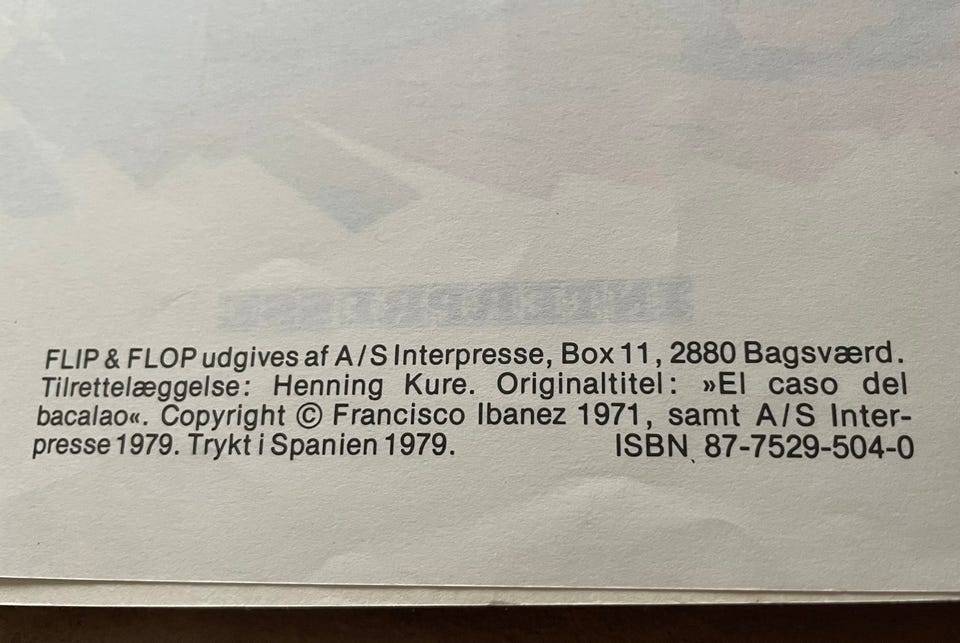 FLIP & FLOP udgives af A/S Interpresse, Box 11, 2880 Bagsværd.
Tilrettelæggelse: Henning Kure. Originaltitel: »El caso del
bacalao«. Copyright © Francisco Ibanez 1971, samt A/S Inter-
presse 1979. Trykt i Spanien 1979. ISBN 87-7529-504-0